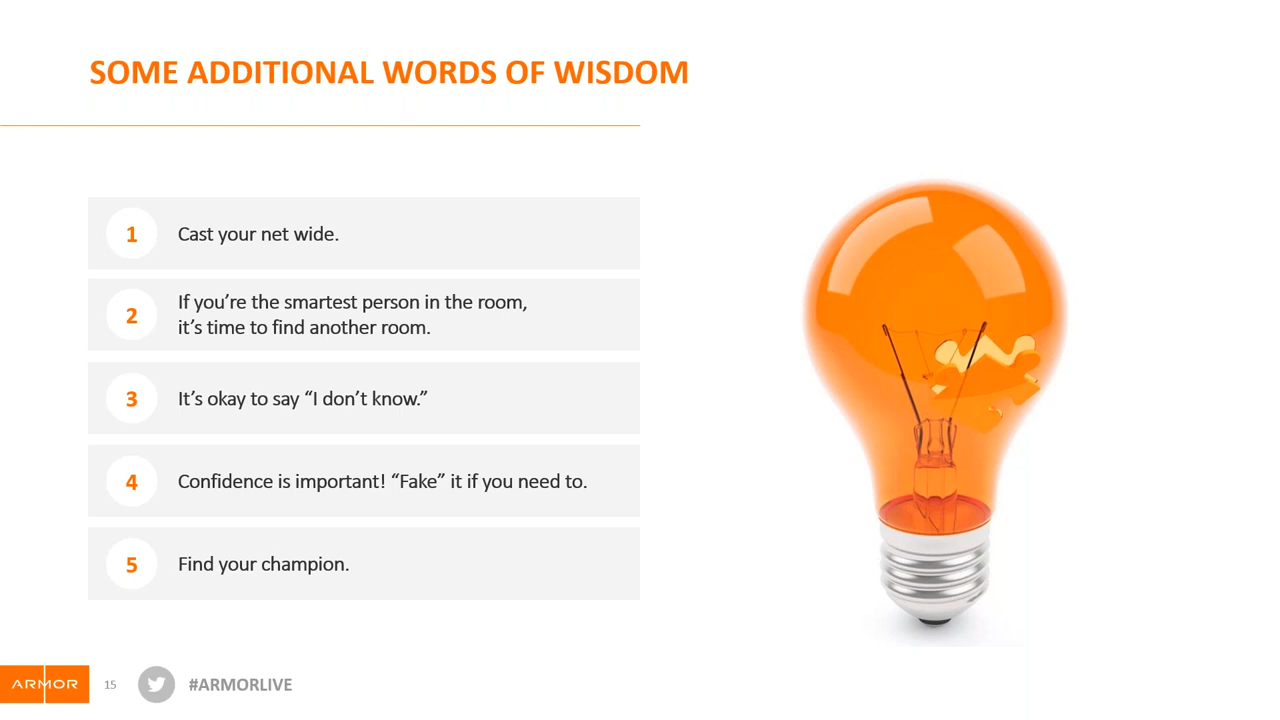 SOME ADDITIONAL WORDS OF WISDOM
1 Cast your net wide.
2 If you’re the smartest person in the room,
it’s time to find another room.
3 It’s okay to say “I don’t know.”
4 Confidence is important! “Fake” it if you need to.
5 Find your champion.
ARMOR 15 #ARMORLIVE